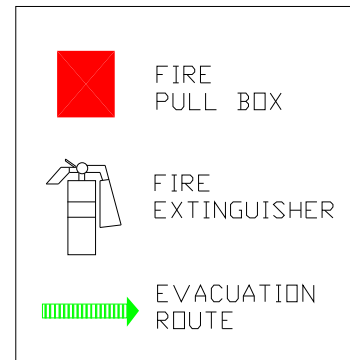 FIRE
PULL BOX
FIRE
EXTINGUISHER
EVACUATION
ROUTE